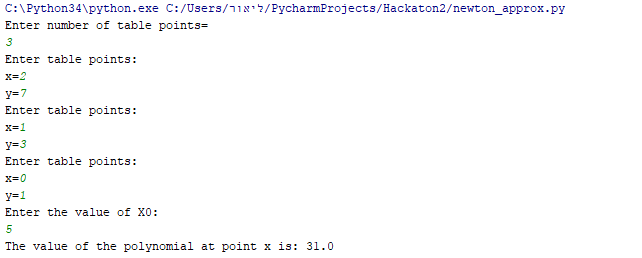 C:\Python34\python.exe C:/Users/ליאור/PycharmProjects/Hackaton2/newton_approx.py
Enter number of table points=
3
Enter table points:
x=2
y=7
Enter table points:
x=1
y=3
Enter table points:
x=0
y=1
Enter the value of X0:
5
The value of the polynomial at point x is: 31.0